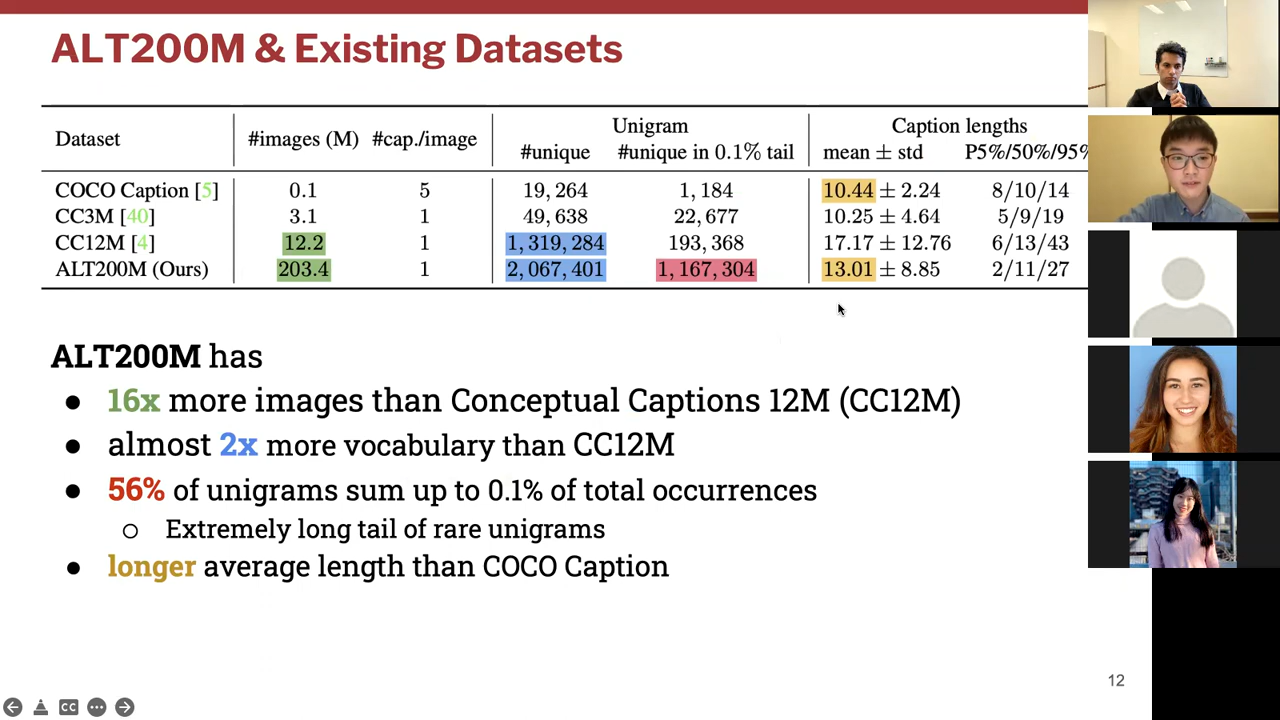 ALT200M & Existing Datasets
Dataset #images (M) #cap./image Unigram Caption lengths
#unique #unique in 0.1% tail mean ± std P5%/50%/95%
COCO Caption [5] 0.1 5 19,264 1,184 10.44 ± 2.24 8/10/14
CC3M [40] 3.1 1 49,638 22,677 10.25 ± 4.64 5/9/19
CC12M [4] 12.2 1 1,319,284 193,368 17.17 ± 12.76 6/13/43
ALT200M (Ours) 203.4 1 2,067,401 1,167,304 13.01 ± 8.85 2/11/27
ALT200M has
● 16x more images than Conceptual Captions 12M (CC12M)
● almost 2x more vocabulary than CC12M
● 56% of unigrams sum up to 0.1% of total occurrences
○ Extremely long tail of rare unigrams
● longer average length than COCO Caption
12
CC